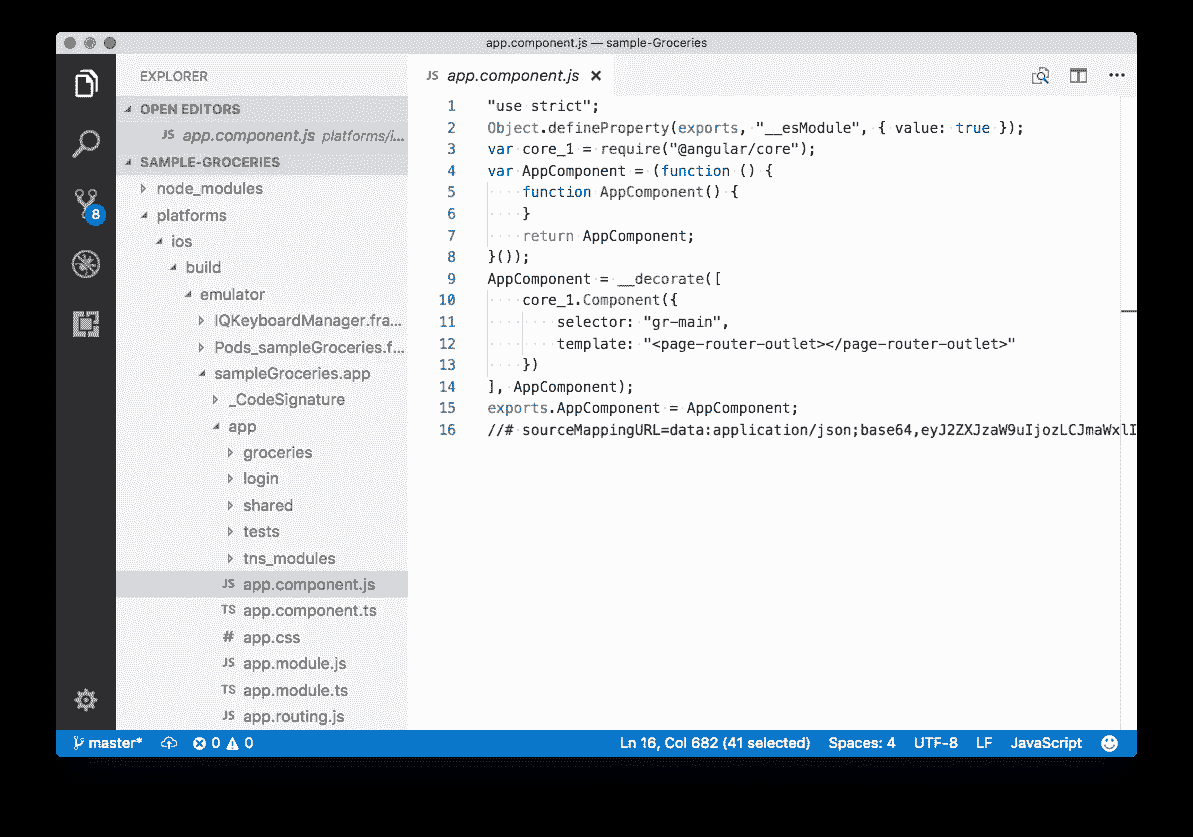 app.component.js — sample-Groceries
EXPLORER
OPEN EDITORS
JS app.component.js platforms/i...
SAMPLE-GROCERIES
node_modules
platforms
ios
build
emulator
IQKeyboardManager.fra...
Pods_sampleGroceries.f...
sampleGroceries.app
_CodeSignature
app
groceries
login
shared
tests
tns_modules
JS app.component.js
TS app.component.ts
# app.css
JS app.module.js
TS app.module.ts
JS app.routing.js
8
JS app.component.js ×
1 "use strict";
2 Object.defineProperty(exports, "__esModule", { value: true });
3 var core_1 = require("@angular/core");
4 var AppComponent = (function () {
5 function AppComponent() {
6 }
7 return AppComponent;
8 }());
9 AppComponent = __decorate([
10 core_1.Component({
11 selector: "gr-main",
12 template: "<page-router-outlet></page-router-outlet>"
13 })
14 ], AppComponent);
15 exports.AppComponent = AppComponent;
16 //# sourceMappingURL=data:application/json;base64,eyJ2ZXJzaW9uIjozLCJmaWxlI
master* 0 0 Ln 16, Col 682 (41 selected) Spaces: 4 UTF-8 LF JavaScript